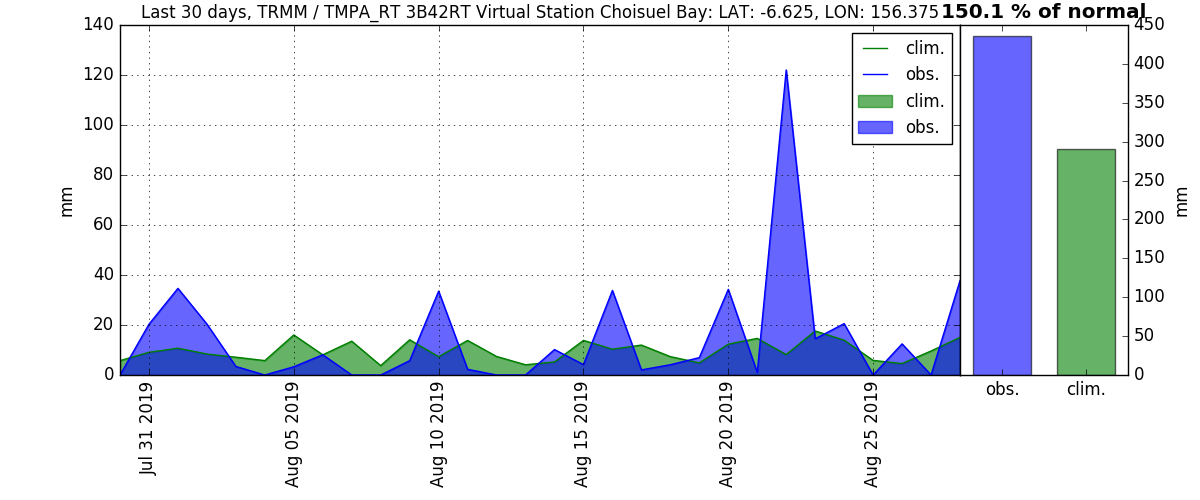 Last 30 days, TRMM / TMPA_RT 3B42RT Virtual Station Choisuel Bay: LAT: -6.625, LON: 156.375
150.1 % of normal
140
120
100
80
60
40
20
0
mm
clim.
obs.
clim.
obs.
Jul 31 2019
Aug 05 2019
Aug 10 2019
Aug 15 2019
Aug 20 2019
Aug 25 2019
450
400
350
300
250
200
150
100
50
0
mm
obs.
clim.